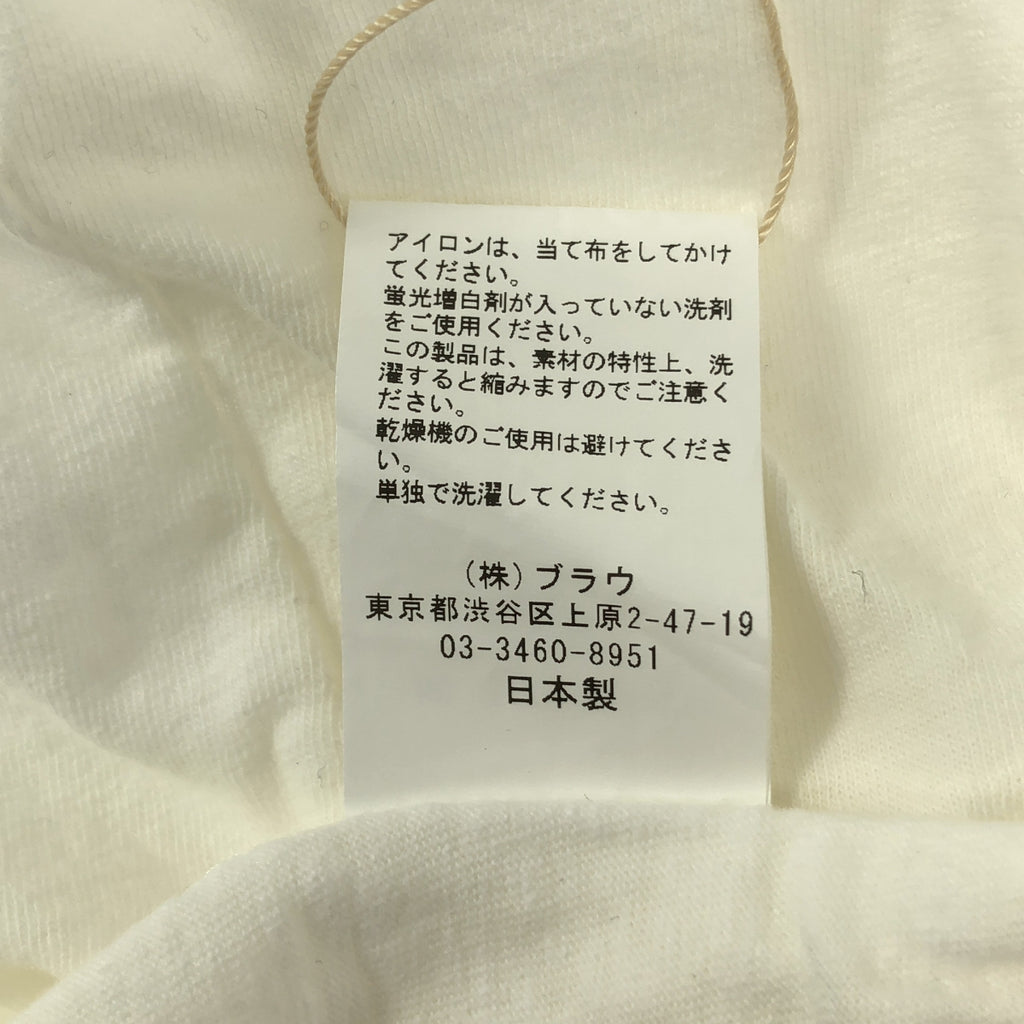 アイロンは、当て布をしてかけ
てください。
蛍光増白剤が入っていない洗剤
をご使用ください。
この製品は、素材の特性上、洗
濯すると縮みますのでご注意く
ださい。
乾燥機のご使用は避けてくださ
い。
単独で洗濯してください。
(株)ブラウ
東京都渋谷区上原2-47-19
03-3460-8951
日本製